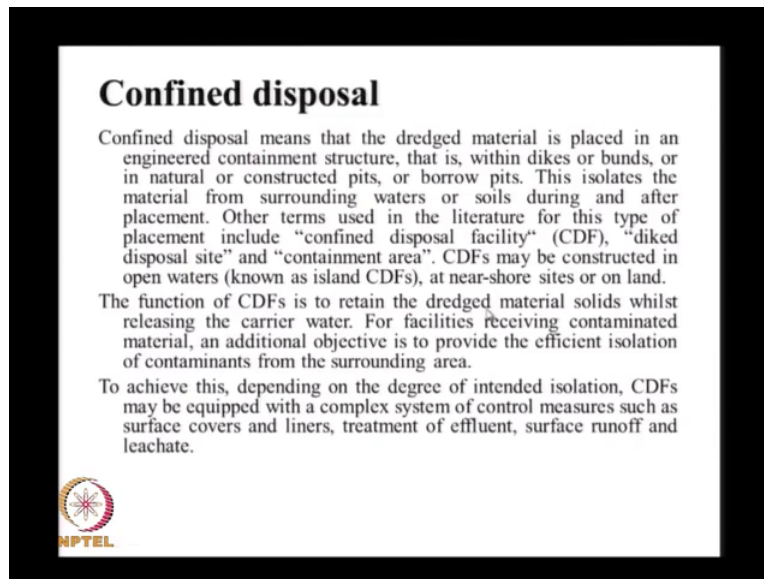 Confined disposal
Confined disposal means that the dredged material is placed in an
engineered containment structure, that is, within dikes or bunds, or
in natural or constructed pits, or borrow pits. This isolates the
material from surrounding waters or soils during and after
placement. Other terms used in the literature for this type of
placement include “confined disposal facility“ (CDF), “diked
disposal site” and “containment area”. CDFs may be constructed in
open waters (known as island CDFs), at near-shore sites or on land.
The function of CDFs is to retain the dredged material solids whilst
releasing the carrier water. For facilities receiving contaminated
material, an additional objective is to provide the efficient isolation
of contaminants from the surrounding area.
To achieve this, depending on the degree of intended isolation, CDFs
may be equipped with a complex system of control measures such as
surface covers and liners, treatment of effluent, surface runoff and
leachate.
NPTEL